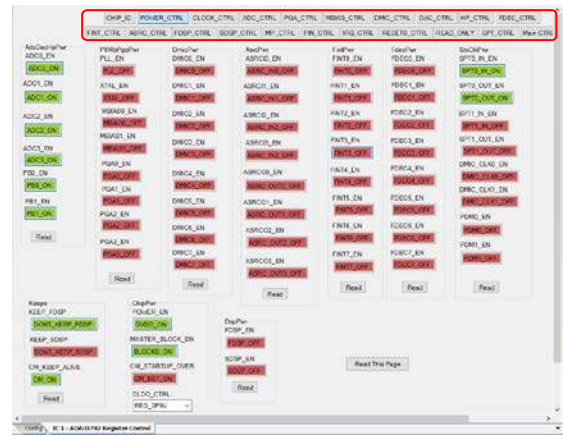 CHIP_ID POWER_CTRL CLOCK_CTRL ADC_CTRL PGA_CTRL MBIAS_CTRL DMIC_CTRL DAC_CTRL HP_CTRL FDEC_CTRL
FINT_CTRL ASRC_CTRL FDSP_CTRL SDSP_CTRL MP_CTRL PIN_CTRL IRQ_CTRL RESETS_CTRL READ_ONLY SPT_CTRL Main CTRL
AdcDacHpPwr
ADC0_EN
ADC0_ON
ADC1_EN
ADC1_ON
ADC2_EN
ADC2_ON
ADC3_EN
ADC3_ON
PB0_EN
PB0_ON
PB1_EN
PB1_ON
Read
PllMbPgaPwr
PLL_EN
PLL_OFF
XTAL_EN
XTAL_OFF
MBIAS0_EN
MBIAS0_OFF
MBIAS1_EN
MBIAS1_OFF
PGA0_EN
PGA0_OFF
PGA1_EN
PGA1_OFF
PGA2_EN
PGA2_OFF
PGA3_EN
PGA3_OFF
Read
DmicPwr
DMIC0_EN
DMIC0_OFF
DMIC1_EN
DMIC1_OFF
DMIC2_EN
DMIC2_OFF
DMIC3_EN
DMIC3_OFF
DMIC4_EN
DMIC4_OFF
DMIC5_EN
DMIC5_OFF
DMIC6_EN
DMIC6_OFF
DMIC7_EN
DMIC7_OFF
Read
AsrcPwr
ASRCI0_EN
ASRC_IN0_OFF
ASRCI1_EN
ASRC_IN1_OFF
ASRCI2_EN
ASRC_IN2_OFF
ASRCI3_EN
ASRC_IN3_OFF
ASRCO0_EN
ASRC_OUT0_OFF
ASRCO1_EN
ASRC_OUT1_OFF
ASRCO2_EN
ASRC_OUT2_OFF
ASRCO3_EN
ASRC_OUT3_OFF
Read
FintPwr
FINT0_EN
FINT0_OFF
FINT1_EN
FINT1_OFF
FINT2_EN
FINT2_OFF
FINT3_EN
FINT3_OFF
FINT4_EN
FINT4_OFF
FINT5_EN
FINT5_OFF
FINT6_EN
FINT6_OFF
FINT7_EN
FINT7_OFF
Read
FdecPwr
FDEC0_EN
FDEC0_OFF
FDEC1_EN
FDEC1_OFF
FDEC2_EN
FDEC2_OFF
FDEC3_EN
FDEC3_OFF
FDEC4_EN
FDEC4_OFF
FDEC5_EN
FDEC5_OFF
FDEC6_EN
FDEC6_OFF
FDEC7_EN
FDEC7_OFF
Read
SPT0_IN_EN
SPT0_IN_ON
SPT0_OUT_EN
SPT0_OUT_ON
SPT1_IN_EN
SPT1_IN_OFF
SPT1_OUT_EN
SPT1_OUT_OFF
DMIC_CLK0_EN
DMIC_CLK0_OFF
DMIC_CLK1_EN
DMIC_CLK1_OFF
PDM0_EN
PDM0_OFF
PDM1_EN
PDM1_OFF
Read
Keeps
KEEP_FDSP
DONT_KEEP_FDSP
KEEP_SDSP
DONT_KEEP_SDSP
CM_KEEP_ALIVE
CM_ON
Read
ChipPwr
POWER_EN
MASTER_BLOCK_EN
BLOCKS_ON
CM_STARTUP_OVER
DLDO_CTRL
REG_0P9V
DspPwr
FDSP_EN
FDSP_OFF
SDSP_EN
SDSP_OFF
Read
Read This Page
Config IC 1 - ADAU1787 Register Control